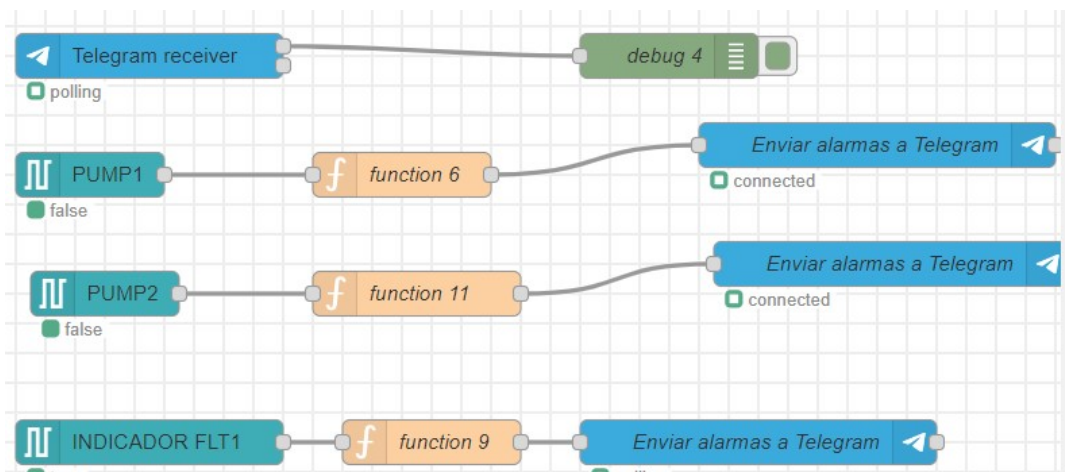 Telegram receiver
debug 4
polling
Enviar alarmas a Telegram
PUMP1
function 6
connected
false
Enviar alarmas a Telegram
PUMP2
function 11
connected
false
INDICADOR FLT1
function 9
Enviar alarmas a Telegram